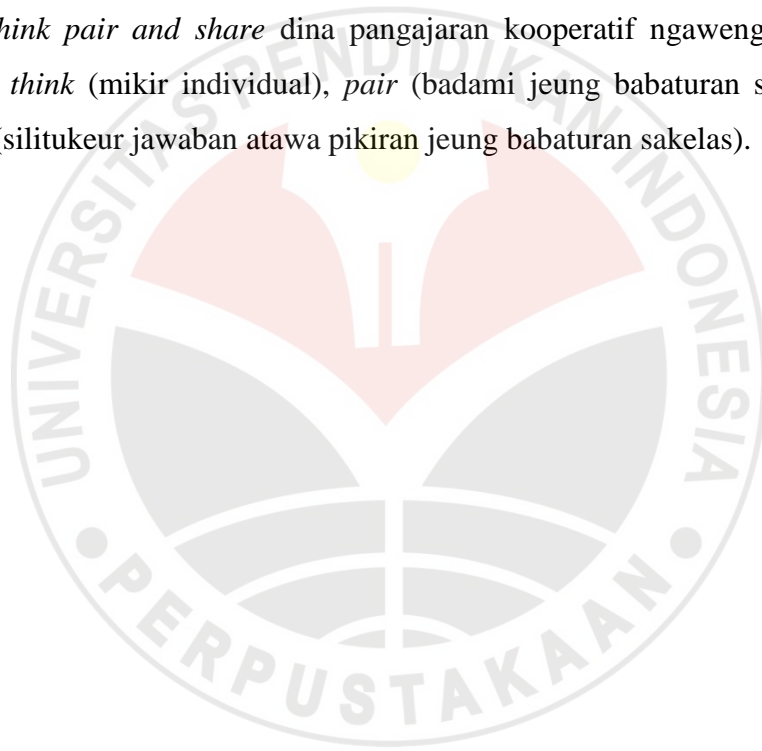 hink pair and share dina pangajaran kooperatif ngaweng
think (mikir individual), pair (badami jeung babaturan s
(silitukeur jawaban atawa pikiran jeung babaturan sakelas).
UNIVERSITAS PENDIDIKAN INDONESIA
PERPUSTAKAAN